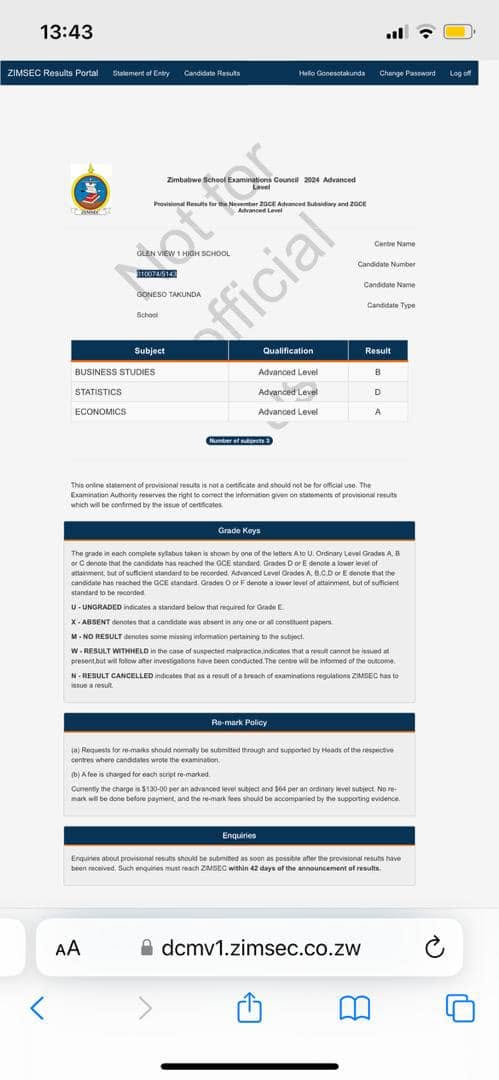 13:43
ZIMSEC Results Portal Statement of Entry Candidate Results Hello Gonesotakunda Change Password Log off
Zimbabwe School Examinations Council 2024 Advanced
Level
Provisional Results for the November ZGCE Advanced Subsidiary and ZGCE
Advanced Level
ZIMSEC
Not for
official
us
Centre Name
GLEN VIEW 1 HIGH SCHOOL
Candidate Number
110074/5143
Candidate Name
GONESO TAKUNDA
Candidate Type
School
Subject Qualification Result
BUSINESS STUDIES Advanced Level B
STATISTICS Advanced Level D
ECONOMICS Advanced Level A
Number of subjects 3
This online statement of provisional results is not a certificate and should not be for official use. The
Examination Authority reserves the right to correct the information given on statements of provisional results
which will be confirmed by the issue of certificates.
Grade Keys
The grade in each complete syllabus taken is shown by one of the letters A to U. Ordinary Level Grades A, B
or C denote that the candidate has reached the GCE standard. Grades D or E denote a lower level of
attainment, but of sufficient standard to be recorded. Advanced Level Grades A, B,C,D or E denote that the
candidate has reached the GCE standard. Grades O or F denote a lower level of attainment, but of sufficient
standard to be recorded.
U - UNGRADED indicates a standard below that required for Grade E.
X - ABSENT denotes that a candidate was absent in any one or all constituent papers.
M - NO RESULT denotes some missing information pertaining to the subject.
W - RESULT WITHHELD in the case of suspected malpractice,indicates that a result cannot be issued at
present,but will follow after investigations have been conducted.The centre will be informed of the outcome.
N - RESULT CANCELLED indicates that as a result of a breach of examinations regulations ZIMSEC has to
issue a result.
Re-mark Policy
(a) Requests for re-marks should normally be submitted through and supported by Heads of the respective
centres where candidates wrote the examination.
(b) A fee is charged for each script re-marked.
Currently the charge is $130-00 per an advanced level subject and $64 per an ordinary level subject. No re-
mark will be done before payment, and the re-mark fees should be accompanied by the supporting evidence.
Enquiries
Enquiries about provisional results should be submitted as soon as possible after the provisional results have
been received. Such enquiries must reach ZIMSEC within 42 days of the announcement of results.
AA dcmv1.zimsec.co.zw